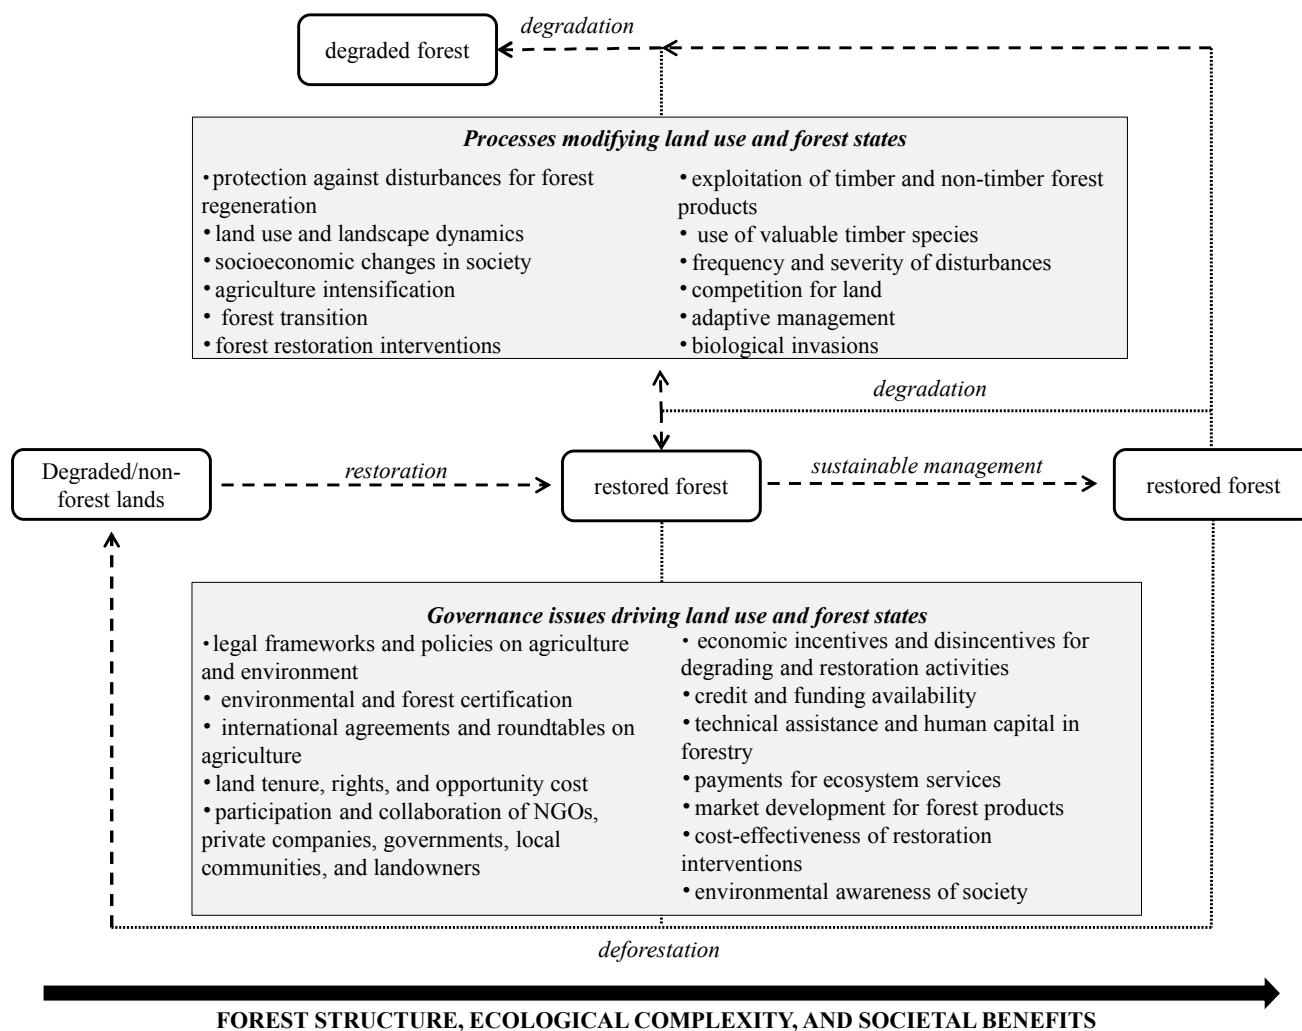 degradation
degraded forest
Processes modifying land use and forest states
•protection against disturbances for forest
regeneration
•land use and landscape dynamics
•socioeconomic changes in society
•agriculture intensification
• forest transition
•forest restoration interventions
•exploitation of timber and non-timber forest
products
• use of valuable timber species
•frequency and severity of disturbances
•competition for land
•adaptive management
•biological invasions
degradation
Degraded/non-
forest lands
restoration
restored forest
sustainable management
restored forest
Governance issues driving land use and forest states
•legal frameworks and policies on agriculture
and environment
• environmental and forest certification
• international agreements and roundtables on
agriculture
•land tenure, rights, and opportunity cost
•participation and collaboration of NGOs,
private companies, governments, local
communities, and landowners
• economic incentives and disincentives for
degrading and restoration activities
•credit and funding availability
•technical assistance and human capital in
forestry
•payments for ecosystem services
•market development for forest products
•cost-effectiveness of restoration
interventions
•environmental awareness of society
deforestation
FOREST STRUCTURE, ECOLOGICAL COMPLEXITY, AND SOCIETAL BENEFITS